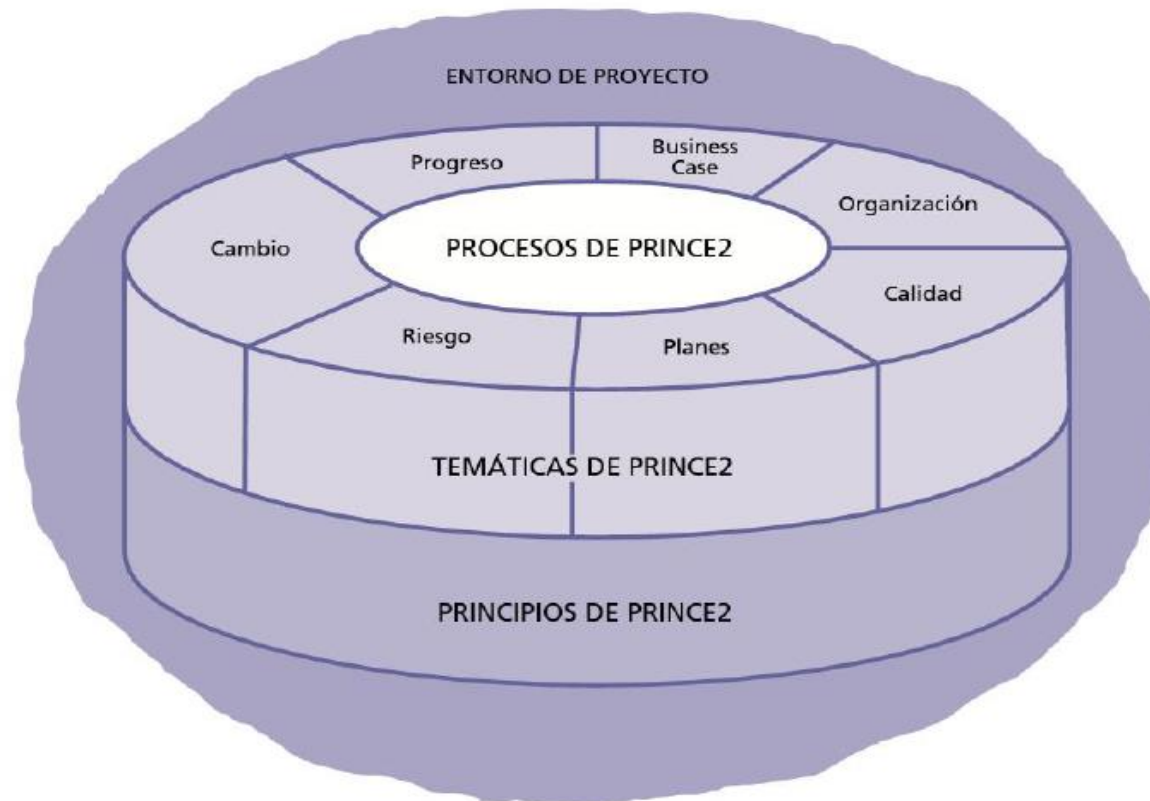 ENTORNO DE PROYECTO
Progreso
Business
Case
Organización
Cambio
PROCESOS DE PRINCE2
Calidad
Riesgo
Planes
TEMÁTICAS DE PRINCE2
PRINCIPIOS DE PRINCE2